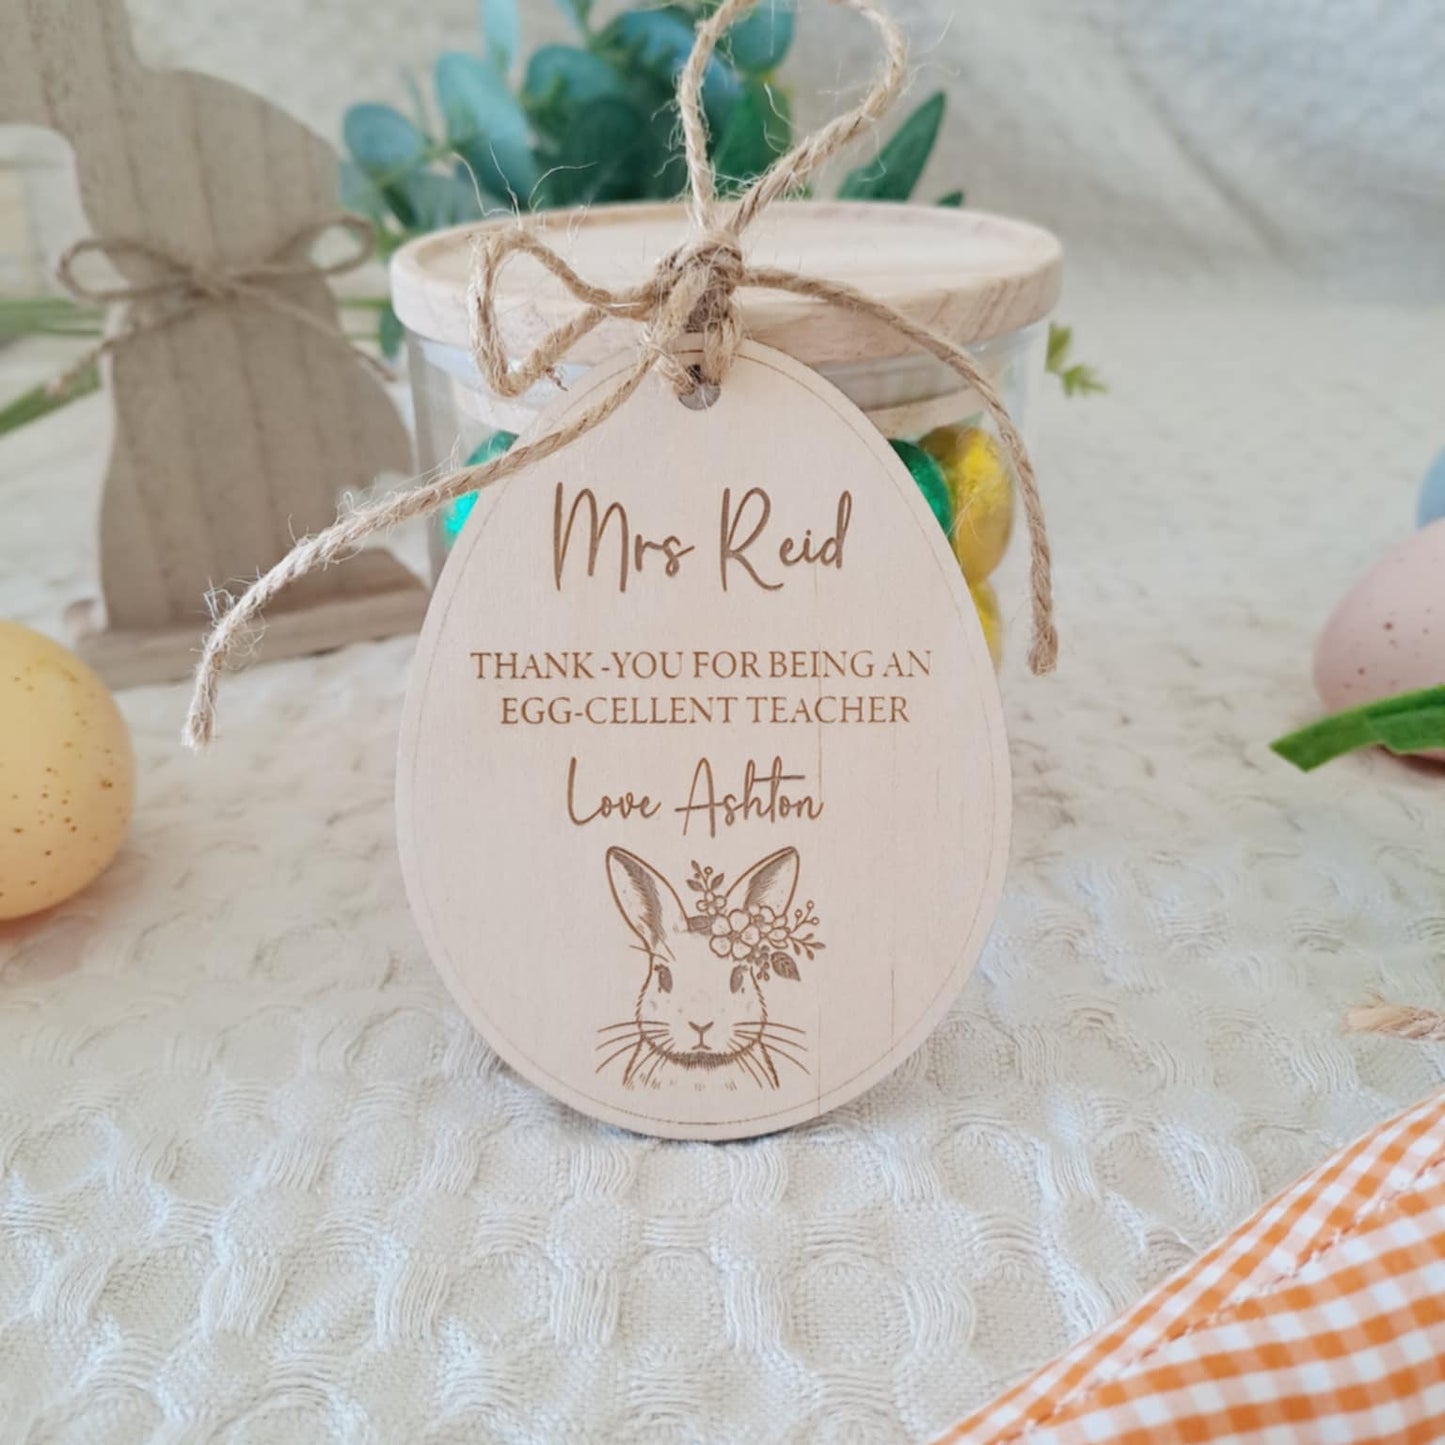 Mrs Reid
THANK-YOU FOR BEING AN
EGG-CELLENT TEACHER
Love Ashton